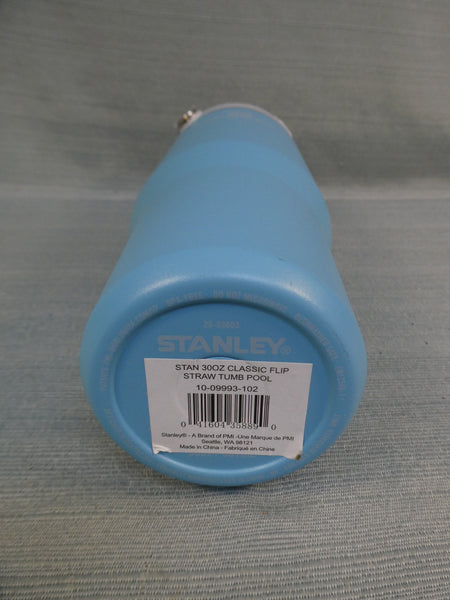 STANLEY®
STAN 30OZ CLASSIC FLIP
STRAW TUMB POOL
10-09993-102
0 41604 35889 0
Stanley® - A Brand of PMI -Une Marque de PMI
Seattle, WA 98121
Made in China - Fabriqué en Chine